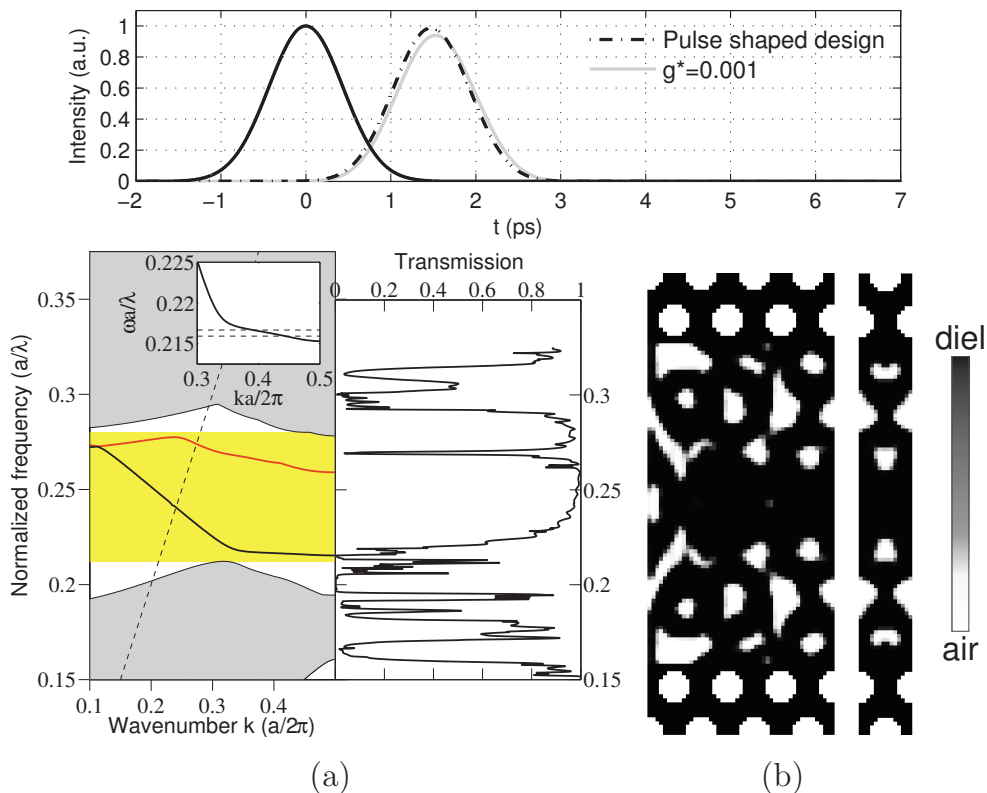 Intensity (a.u.)
1
0.8
0.6
0.4
0.2
0
−2 −1 0 1 2 3 4 5 6 7
t (ps)
Pulse shaped design
g*=0.001
Normalized frequency (a/λ)
0.35
0.3
0.25
0.2
0.15
0.1 0.2 0.3 0.4 0.5
Wavenumber k (a/2π)
ωa/λ
0.225
0.22
0.215
0.3 0.4 0.5
ka/2π
Transmission
0 0.2 0.4 0.6 0.8 1
0.3
0.25
0.2
0.15
diel
air
(a)
(b)